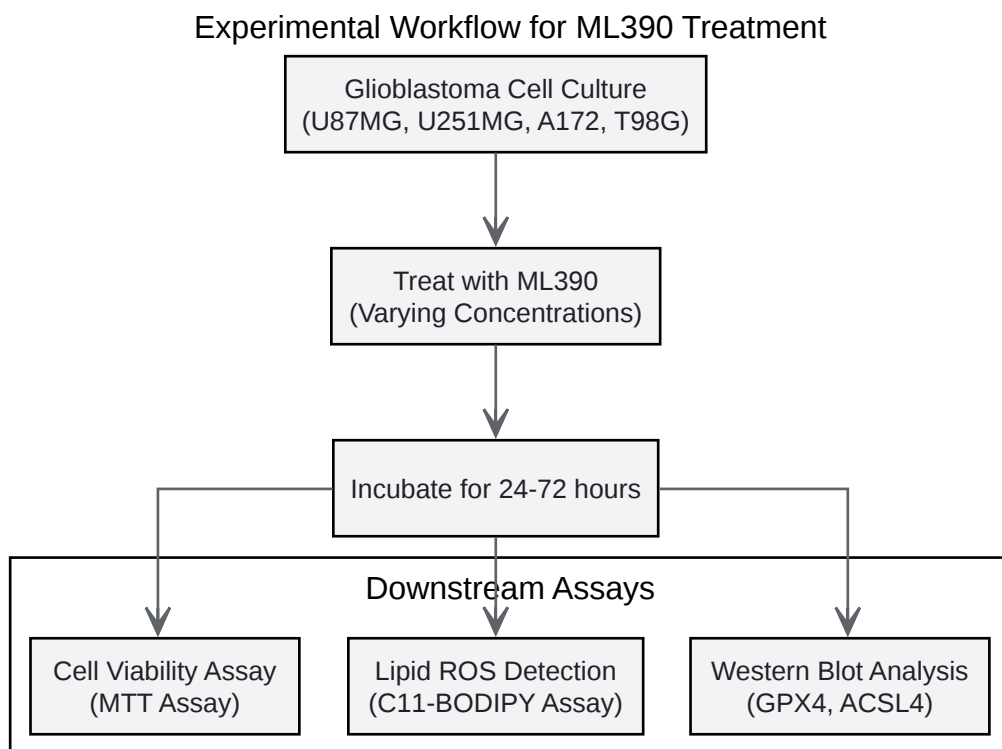 Experimental Workflow for ML390 Treatment
Glioblastoma Cell Culture
(U87MG, U251MG, A172, T98G)
Treat with ML390
(Varying Concentrations)
Incubate for 24-72 hours
Downstream Assays
Cell Viability Assay
(MTT Assay)
Lipid ROS Detection
(C11-BODIPY Assay)
Western Blot Analysis
(GPX4, ACSL4)